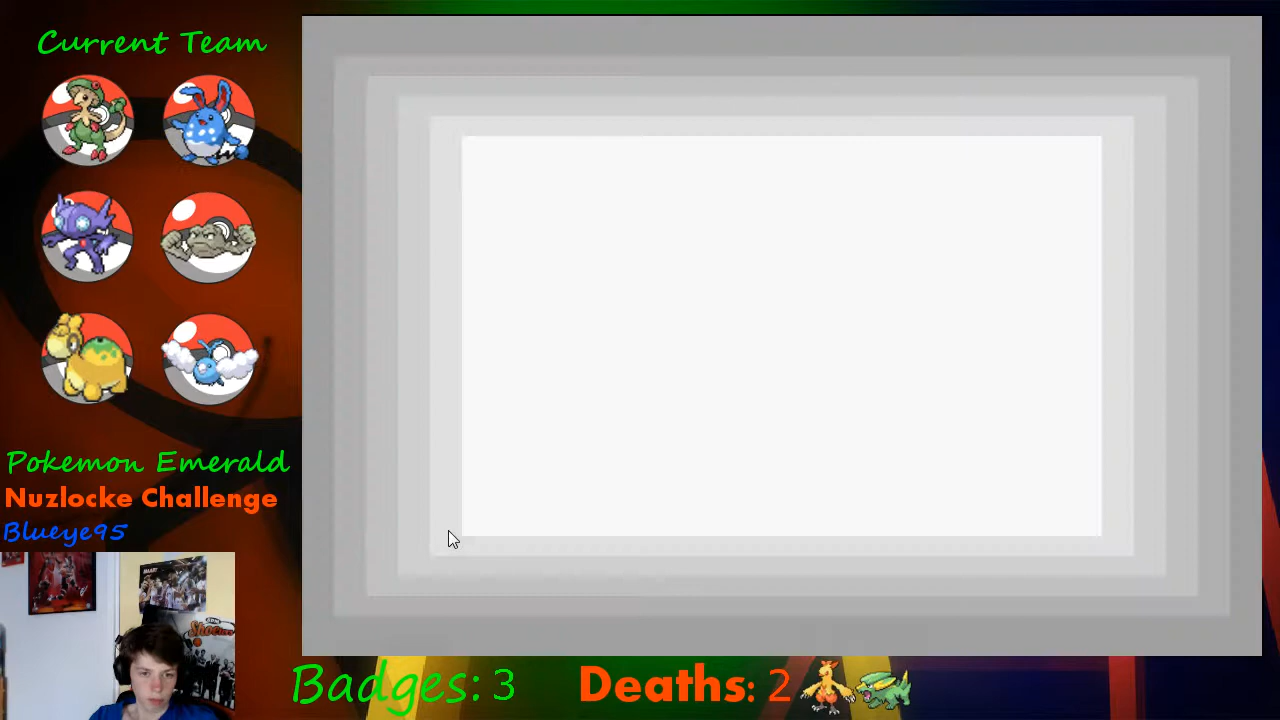 Current Team
Pokemon Emerald
Nuzlocke Challenge
Blueye95
Badges: 3
Deaths: 2